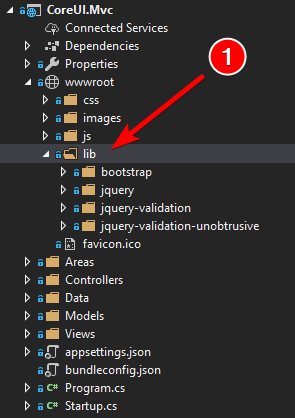 CoreUI.Mvc
Connected Services
Dependencies
Properties
wwwroot
css
images
js
lib
bootstrap
jquery
jquery-validation
jquery-validation-unobtrusive
favicon.ico
Areas
Controllers
Data
Models
Views
appsettings.json
bundleconfig.json
C# Program.cs
C# Startup.cs
1